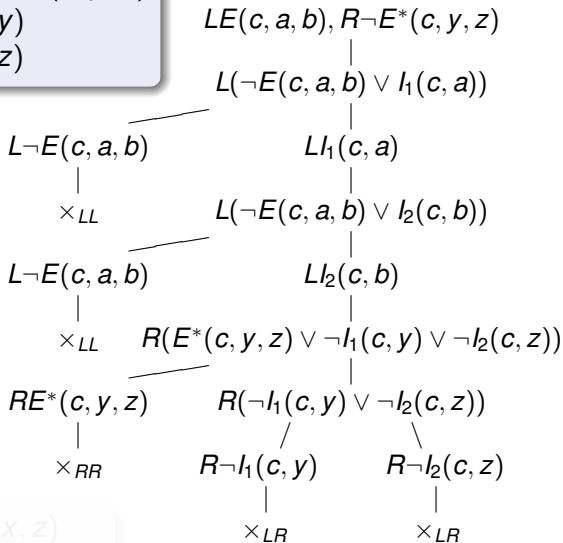 y)
z)
LE(c, a, b), R¬E*(c, y, z)
L(¬E(c, a, b) ∨ I₁(c, a))
L¬E(c, a, b) LI₁(c, a)
×LL L(¬E(c, a, b) ∨ I₂(c, b))
L¬E(c, a, b) LI₂(c, b)
×LL R(E*(c, y, z) ∨ ¬I₁(c, y) ∨ ¬I₂(c, z))
RE*(c, y, z) R(¬I₁(c, y) ∨ ¬I₂(c, z))
×RR R¬I₁(c, y) R¬I₂(c, z)
x, z) ×LR ×LR